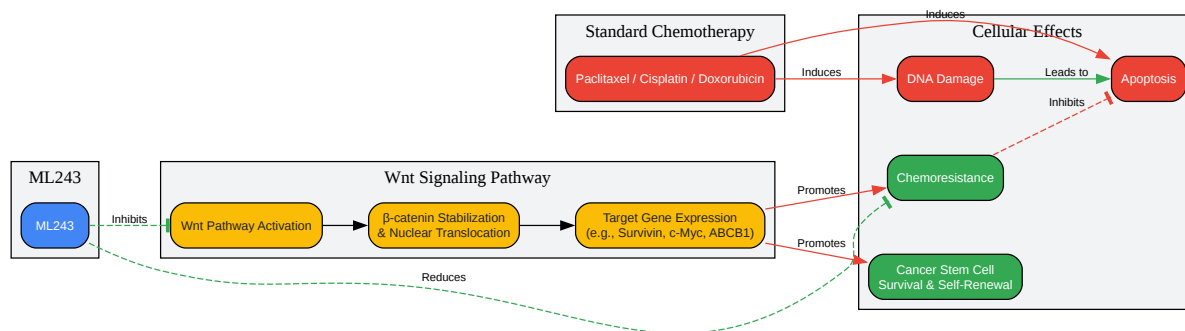 Induces
Standard Chemotherapy
Cellular Effects
Paclitaxel / Cisplatin / Doxorubicin
Induces
DNA Damage
Leads to
Apoptosis
Inhibits
ML243
Wnt Signaling Pathway
Chemoresistance
Promotes
ML243
Inhibits
Wnt Pathway Activation
β-catenin Stabilization
& Nuclear Translocation
Target Gene Expression
(e.g., Survivin, c-Myc, ABCB1)
Promotes
Reduces
Cancer Stem Cell
Survival & Self-Renewal